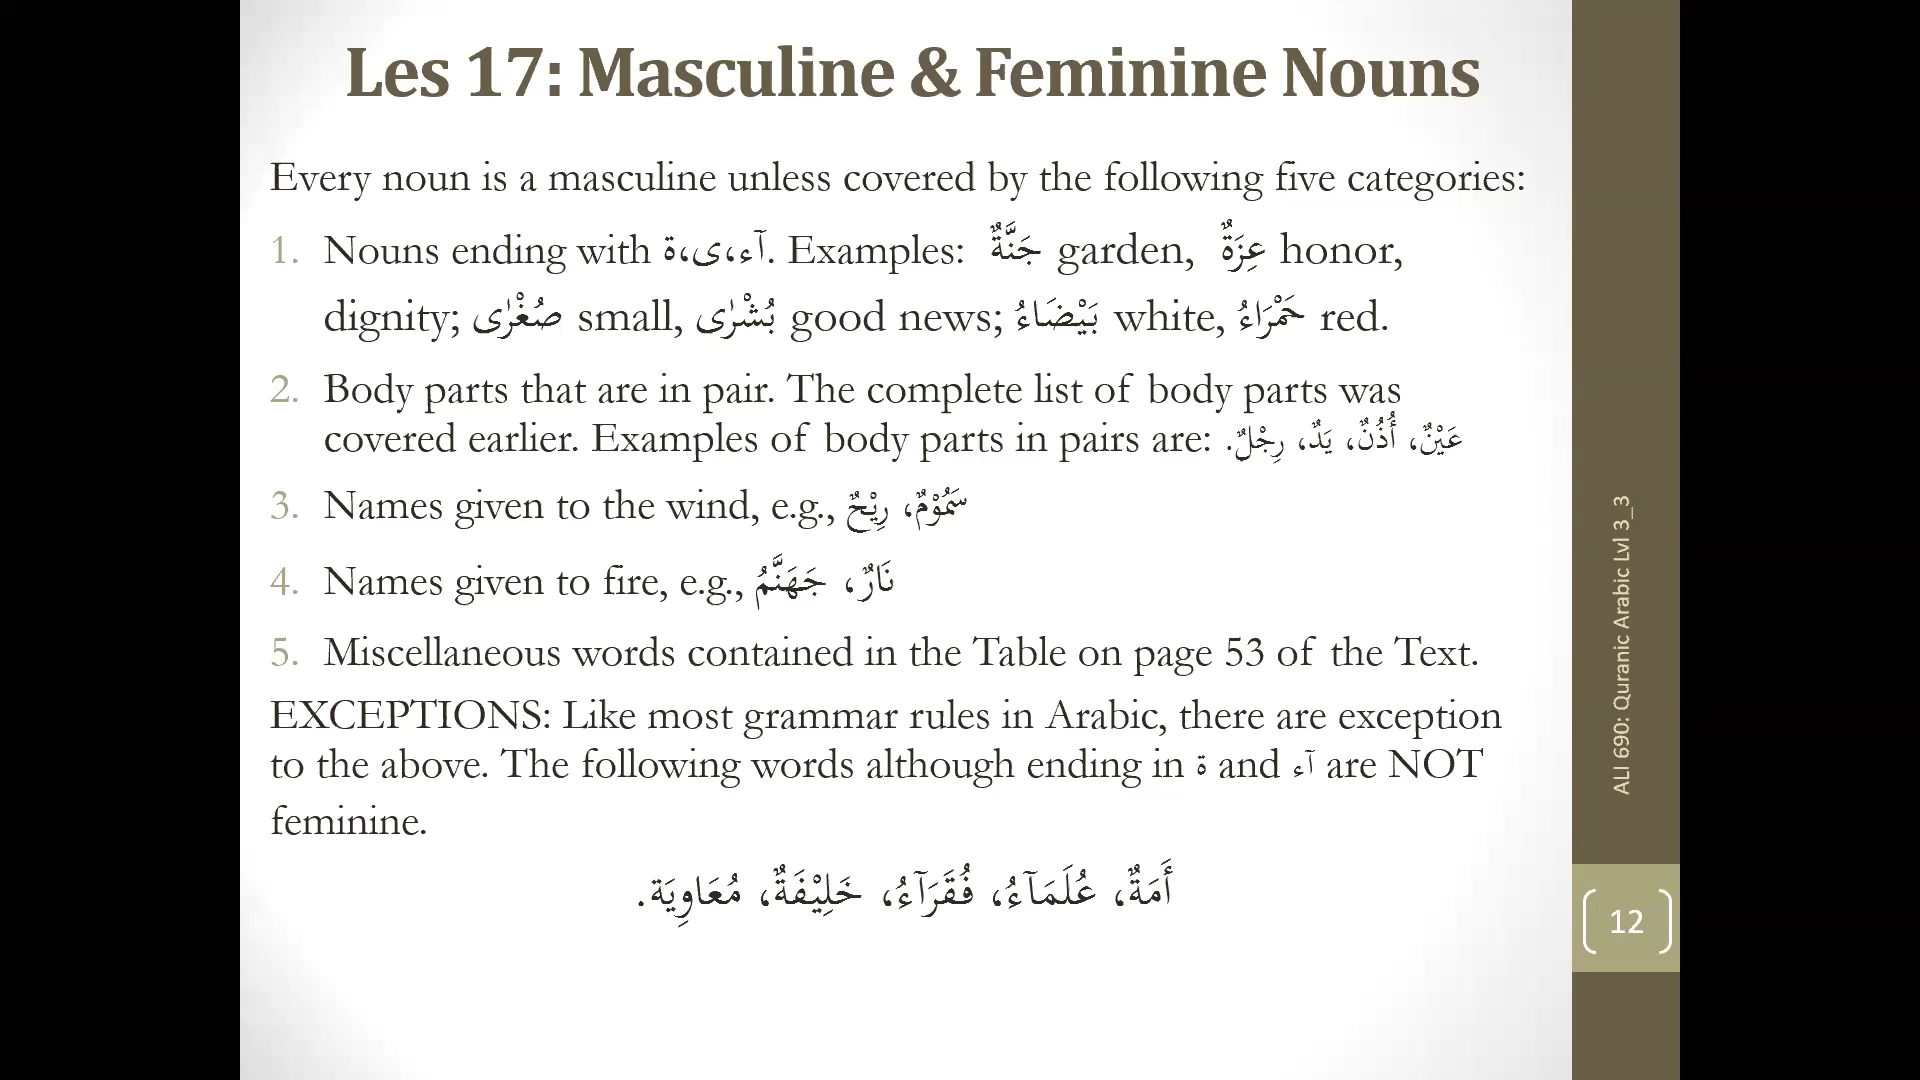 Les 17: Masculine & Feminine Nouns
Every noun is a masculine unless covered by the following five categories:
1. Nouns ending with آء،ى،ة. Examples: جَنَّةٌ garden, عِزَةٌ honor,
dignity; صُغْرٰى small, بُشْرٰى good news; بَيْضَاءُ white, حَمْرَاءُ red.
2. Body parts that are in pair. The complete list of body parts was
covered earlier. Examples of body parts in pairs are: عَيْنٌ، أُذُنٌ، يَدٌ، رِجْلٌ.
3. Names given to the wind, e.g., سَمُوْمٌ، رِيْحٌ
4. Names given to fire, e.g., نَارٌ، جَهَنَّمُ
5. Miscellaneous words contained in the Table on page 53 of the Text.
EXCEPTIONS: Like most grammar rules in Arabic, there are exception
to the above. The following words although ending in ة and آء are NOT
feminine.
أَمَةٌ، عُلَمَآءُ، فُقَرَآءُ، خَلِيْفَةٌ، مُعَاوِيَة.
ALI 690: Quranic Arabic Lvl 3_3
12